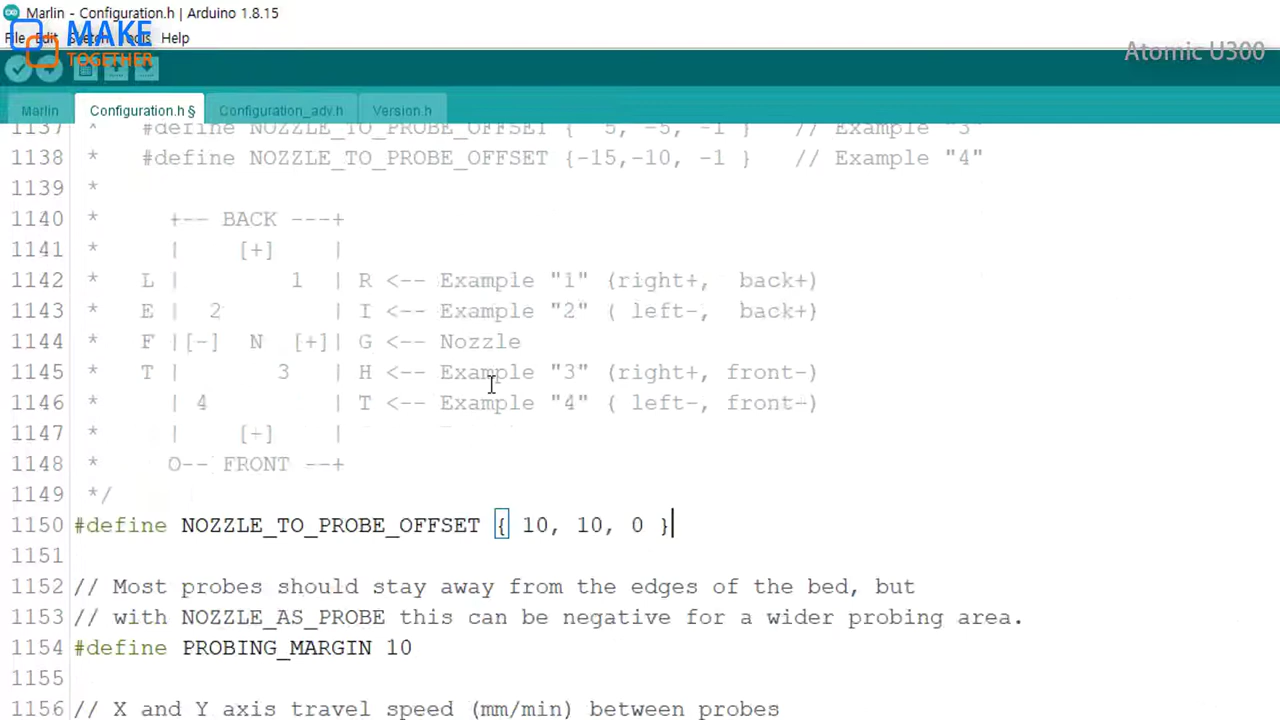 Marlin - Configuration.h | Arduino 1.8.15
File Edit Sketch Tools Help
MAKE
TOGETHER
Atomic U300
Marlin Configuration.h § Configuration_adv.h Version.h
1137 * #define NOZZLE_TO_PROBE_OFFSET { 5, -5, -1 } // Example "3"
1138 * #define NOZZLE_TO_PROBE_OFFSET {-15,-10, -1 } // Example "4"
1139 *
1140 * +-- BACK ---+
1141 * | [+] |
1142 * L | 1 | R <-- Example "1" (right+, back+)
1143 * E | 2 | I <-- Example "2" ( left-, back+)
1144 * F |[-] N [+]| G <-- Nozzle
1145 * T | 3 | H <-- Example "3" (right+, front-)
1146 * | 4 | T <-- Example "4" ( left-, front-)
1147 * | [+] |
1148 * O-- FRONT --+
1149 */
1150 #define NOZZLE_TO_PROBE_OFFSET { 10, 10, 0 }
1151
1152 // Most probes should stay away from the edges of the bed, but
1153 // with NOZZLE_AS_PROBE this can be negative for a wider probing area.
1154 #define PROBING_MARGIN 10
1155
1156 // X and Y axis travel speed (mm/min) between probes